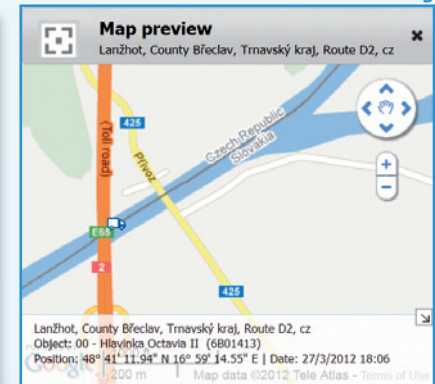 Map preview
Lanžhot, County Břeclav, Trnavský kraj, Route D2, cz
425
(Toll road)
Přívoz
Czech Republic
Slovakia
E65
2
425
Lanžhot, County Břeclav, Trnavský kraj, Route D2, cz
Object: 00 - Hlavinka Octavia II (6B01413)
Position: 48° 41' 11.94" N 16° 59' 14.55" E | Date: 27/3/2012 18:06
Google
200 m
Map data ©2012 Tele Atlas - Terms of Use